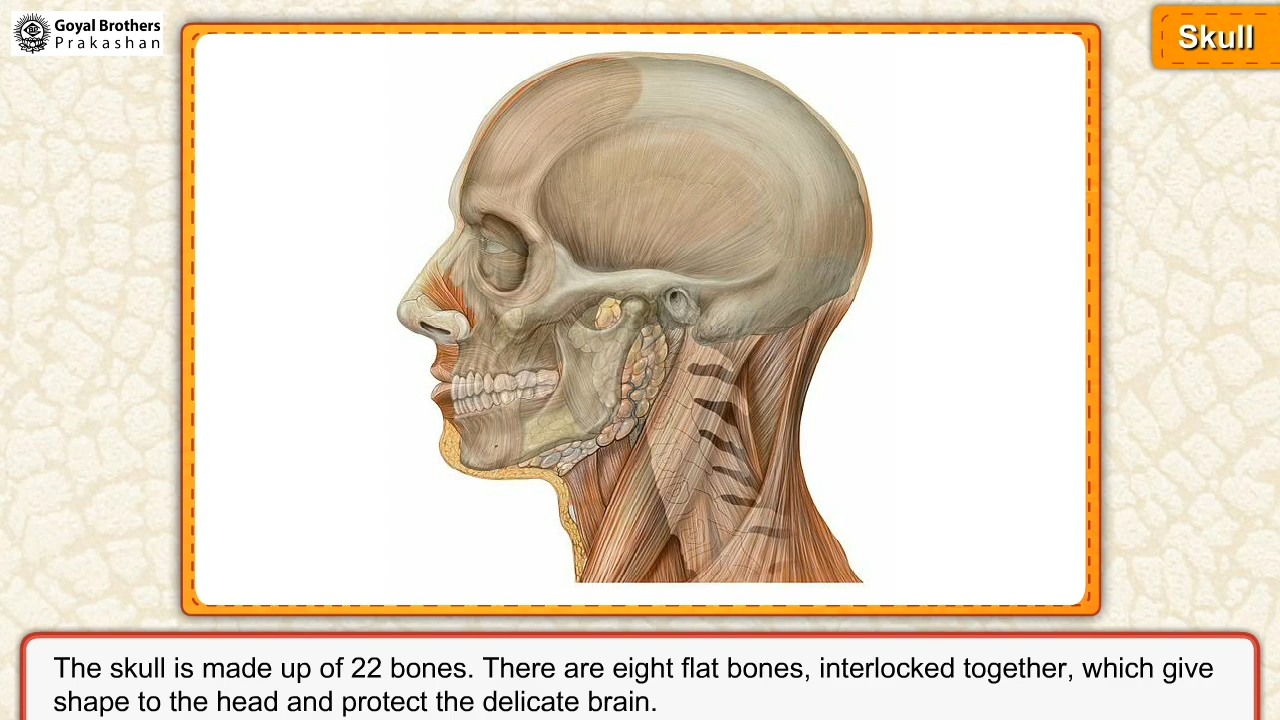 Goyal Brothers
Prakashan
Skull
The skull is made up of 22 bones. There are eight flat bones, interlocked together, which give
shape to the head and protect the delicate brain.